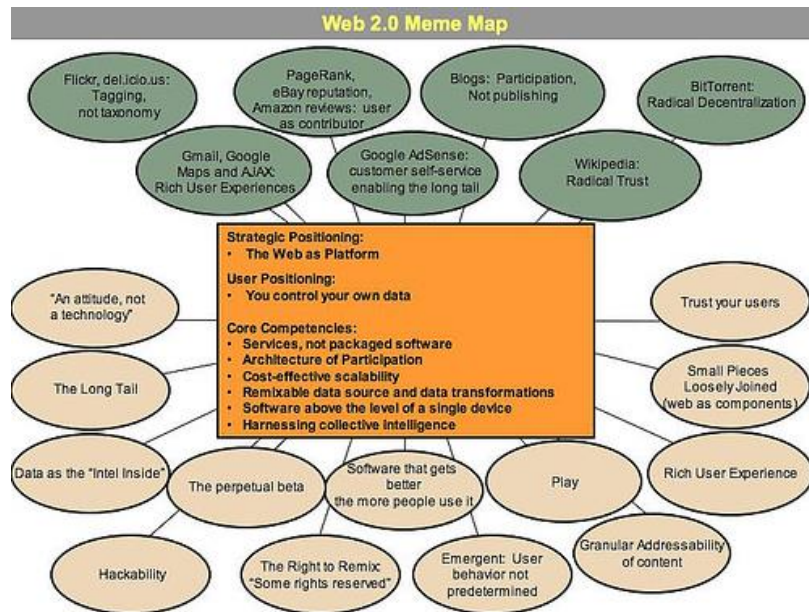 Web 2.0 Meme Map
Flickr, del.icio.us:
Tagging,
not taxonomy
PageRank,
eBay reputation,
Amazon reviews: user
as contributor
Blogs: Participation,
Not publishing
BitTorrent:
Radical Decentralization
Gmail, Google
Maps and AJAX:
Rich User Experiences
Google AdSense:
customer self-service
enabling the long tail
Wikipedia:
Radical Trust
Strategic Positioning:
• The Web as Platform
User Positioning:
• You control your own data
Core Competencies:
• Services, not packaged software
• Architecture of Participation
• Cost-effective scalability
• Remixable data source and data transformations
• Software above the level of a single device
• Harnessing collective intelligence
"An attitude, not
a technology"
Trust your users
The Long Tail
Small Pieces
Loosely Joined
(web as components)
Data as the "Intel Inside"
The perpetual beta
Software that gets
better
the more people use it
Play
Rich User Experience
Hackability
The Right to Remix:
"Some rights reserved"
Emergent: User
behavior not
predetermined
Granular Addressability
of content